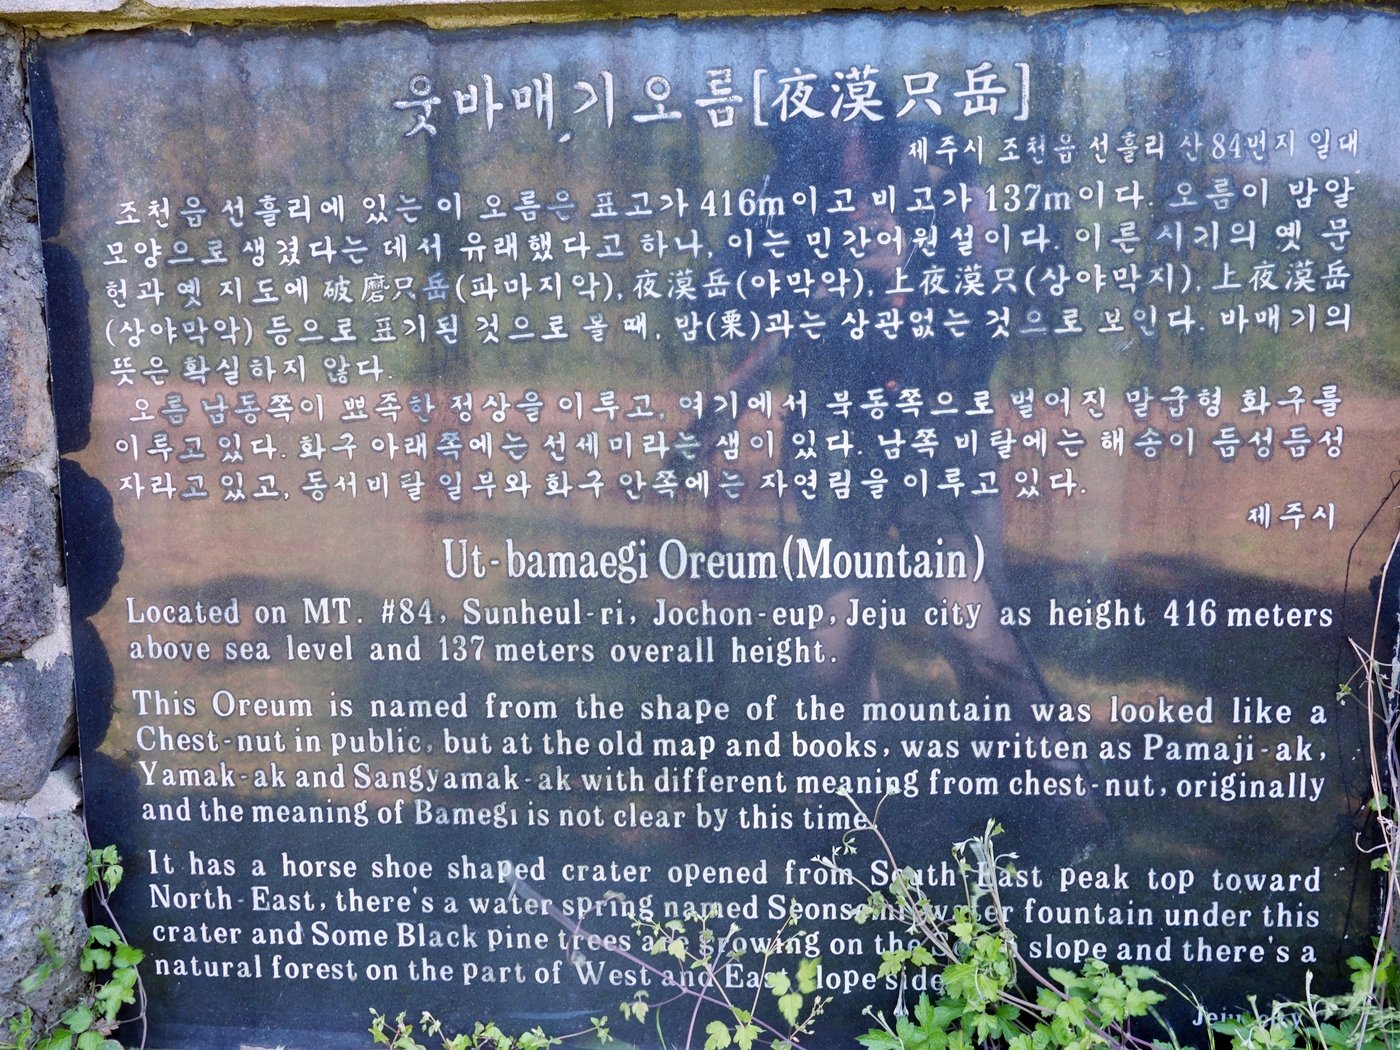 웃바매기오름[夜漠只岳]
제주시 조천읍 선흘리 산 84번지 일대
조천읍 선흘리에 있는 이 오름은 표고가 416m이고 비고가 137m이다. 오름이 밤알
모양으로 생겼다는 데서 유래했다고 하나, 이는 민간어원설이다. 이른 시기의 옛 문
헌과 옛 지도에 破磨只岳(파마지악), 夜漠岳(야막악), 上夜漠只(상야막지), 上夜漠岳
(상야막악) 등으로 표기된 것으로 볼 때, 밤(栗)과는 상관없는 것으로 보인다. 바매기의
뜻은 확실하지 않다.
오름 남동쪽이 뾰족한 정상을 이루고, 여기에서 북동쪽으로 벌어진 말굽형 화구를
이루고 있다. 화구 아래쪽에는 선세미라는 샘이 있다. 남쪽 비탈에는 해송이 듬성듬성
자라고 있고, 동서비탈 일부와 화구 안쪽에는 자연림을 이루고 있다.
제주시
Ut-bamaegi Oreum(Mountain)
Located on MT. #84, Sunheul-ri, Jochon-eup, Jeju city as height 416 meters
above sea level and 137 meters overall height.
This Oreum is named from the shape of the mountain was looked like a
Chest-nut in public, but at the old map and books, was written as Pamaji-ak,
Yamak-ak and Sangyamak-ak with different meaning from chest-nut, originally
and the meaning of Bamegi is not clear by this time
It has a horse shoe shaped crater opened from South East peak top toward
North-East, there's a water spring named water fountain under this
crater and Some Black pine trees are growing on the slope and there's a
natural forest on the part of West and East slope side
Jeju city